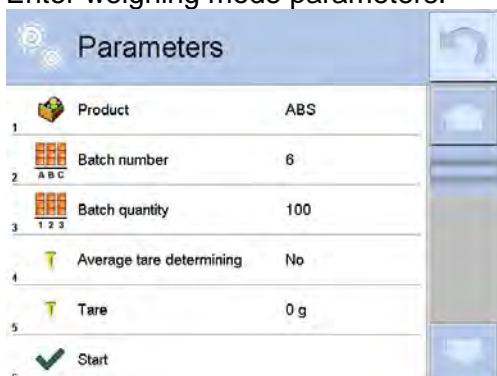 Enter weighing mode parameters.
Parameters
1 Product ABS
2 ABC Batch number 6
3 123 Batch quantity 100
4 T Average tare determining No
5 T Tare 0 g
Start